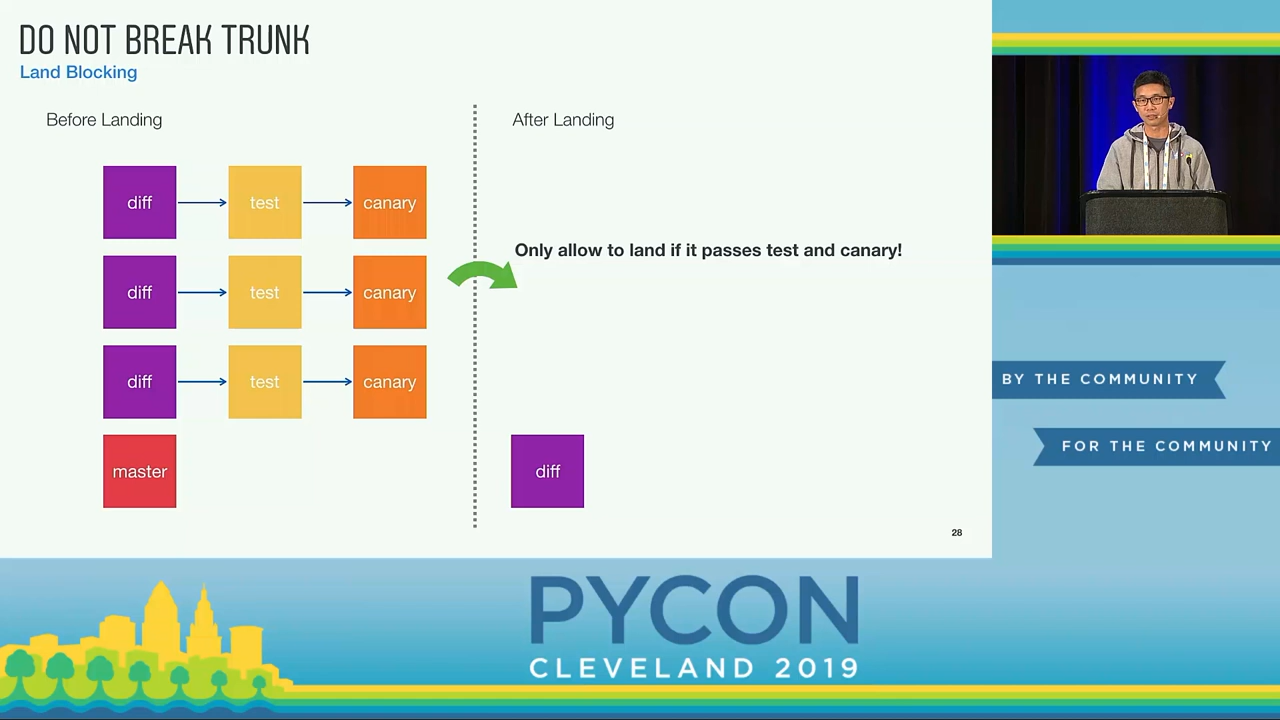 DO NOT BREAK TRUNK
Land Blocking
Before Landing
After Landing
diff
test
canary
Only allow to land if it passes test and canary!
diff
test
canary
diff
test
canary
master
diff
28
BY THE COMMUNITY
FOR THE COMMUNITY
PYCON
CLEVELAND 2019